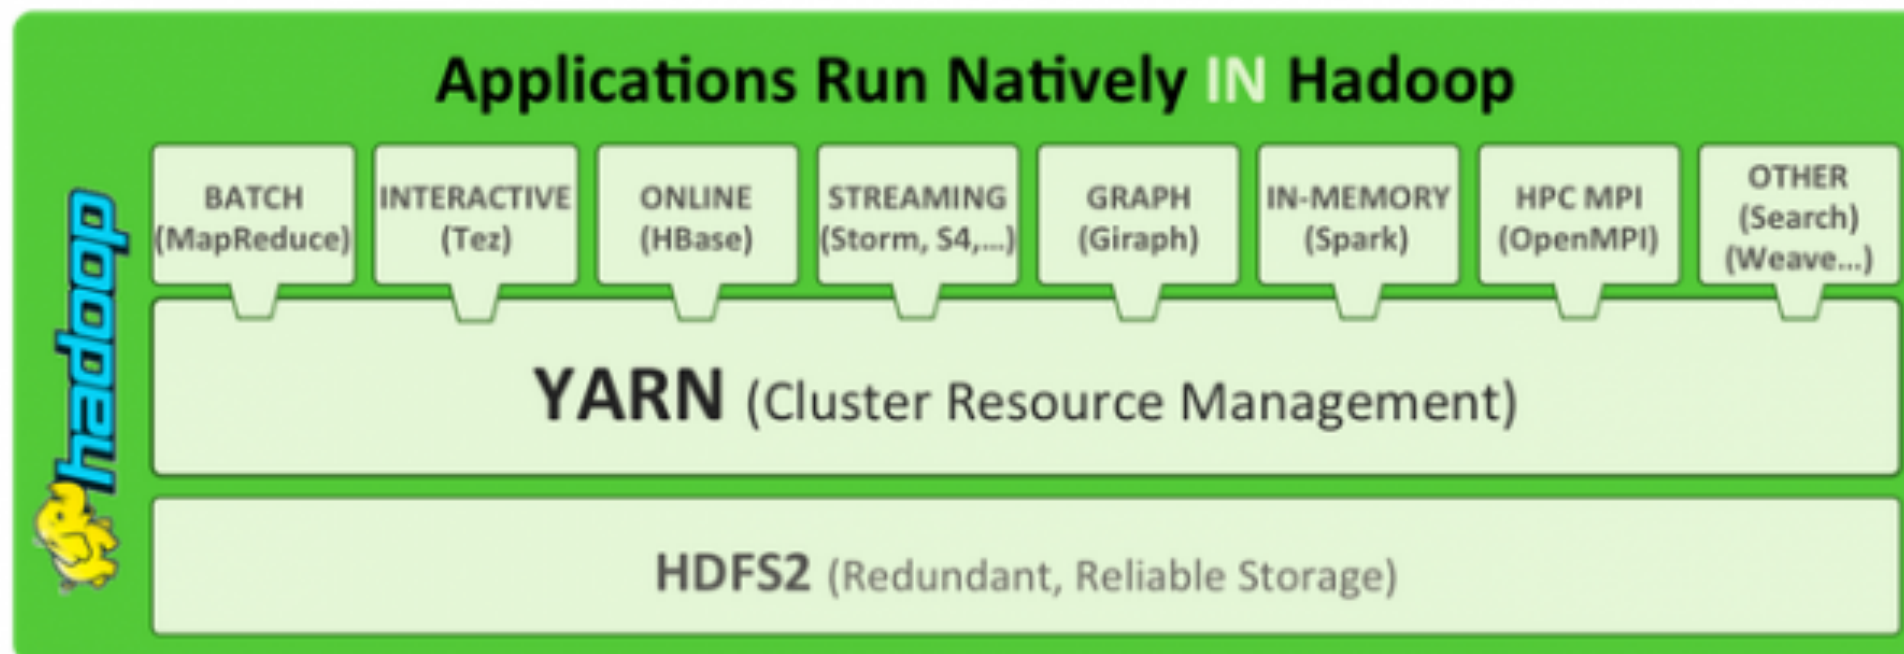 Applications Run Natively IN Hadoop
hadoop
BATCH
(MapReduce)
INTERACTIVE
(Tez)
ONLINE
(HBase)
STREAMING
(Storm, S4,...)
GRAPH
(Giraph)
IN-MEMORY
(Spark)
HPC MPI
(OpenMPI)
OTHER
(Search)
(Weave...)
YARN (Cluster Resource Management)
HDFS2 (Redundant, Reliable Storage)